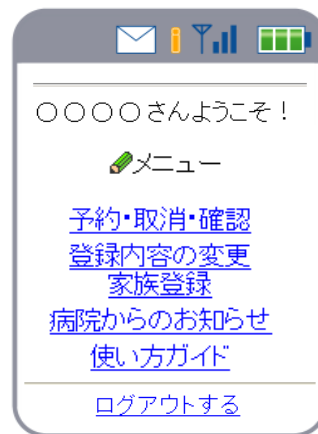 ○○○○さんようこそ！
メニュー
予約・取消・確認
登録内容の変更
家族登録
病院からのお知らせ
使い方ガイド
ログアウトする